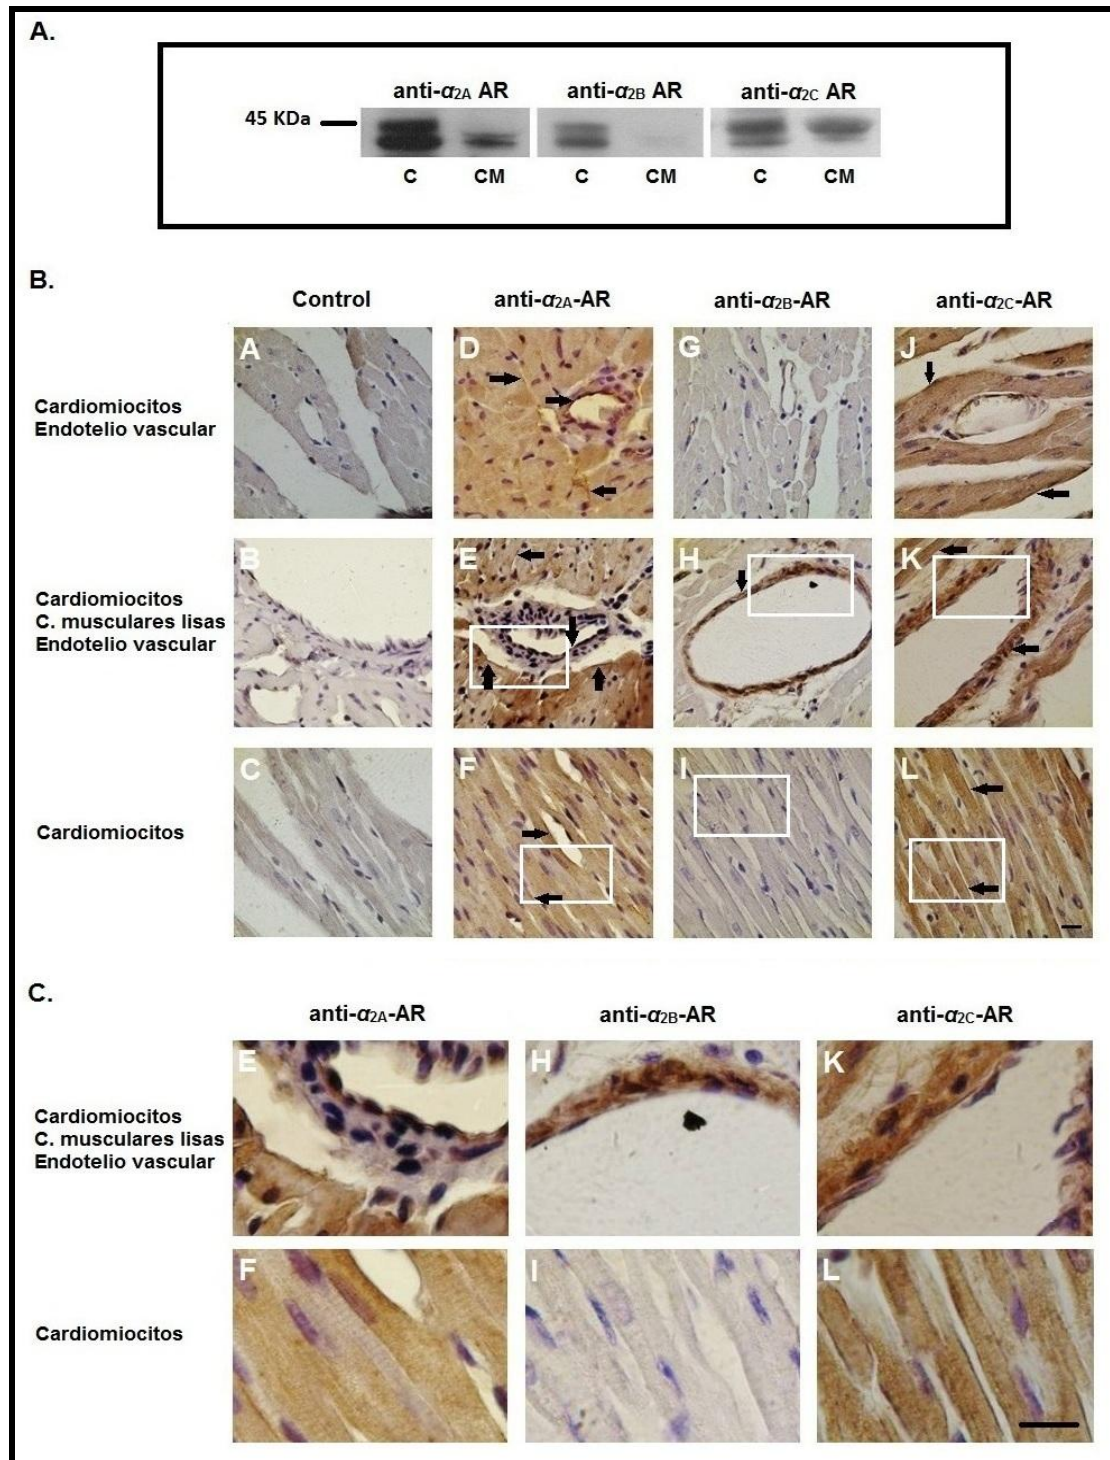 A.
anti-α2A AR anti-α2B AR anti-α2C AR
45 KDa
C CM C CM C CM
B.
Control anti-α2A-AR anti-α2B-AR anti-α2C-AR
A D G J
Cardiomiocitos
Endotelio vascular
B E H K
Cardiomiocitos
C. musculares lisas
Endotelio vascular
C F I L
Cardiomiocitos
C.
anti-α2A-AR anti-α2B-AR anti-α2C-AR
E H K
Cardiomiocitos
C. musculares lisas
Endotelio vascular
F I L
Cardiomiocitos